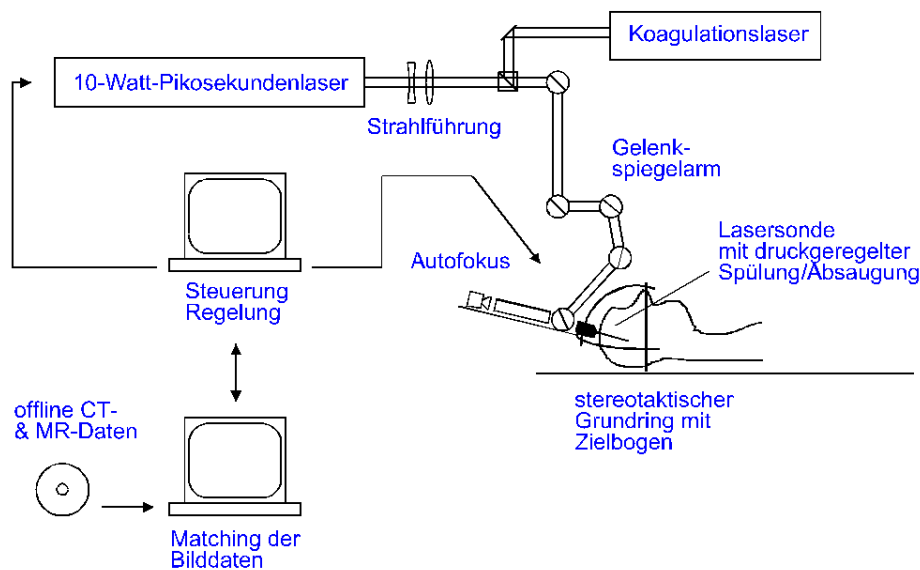 Koagulationslaser
10-Watt-Pikosekundenlaser
Strahlführung
Gelenk-
spiegelarm
Lasersonde
mit druckgeregelter
Spülung/Absaugung
Autofokus
Steuerung
Regelung
stereotaktischer
Grundring mit
Zielbogen
offline CT-
& MR-Daten
Matching der
Bilddaten